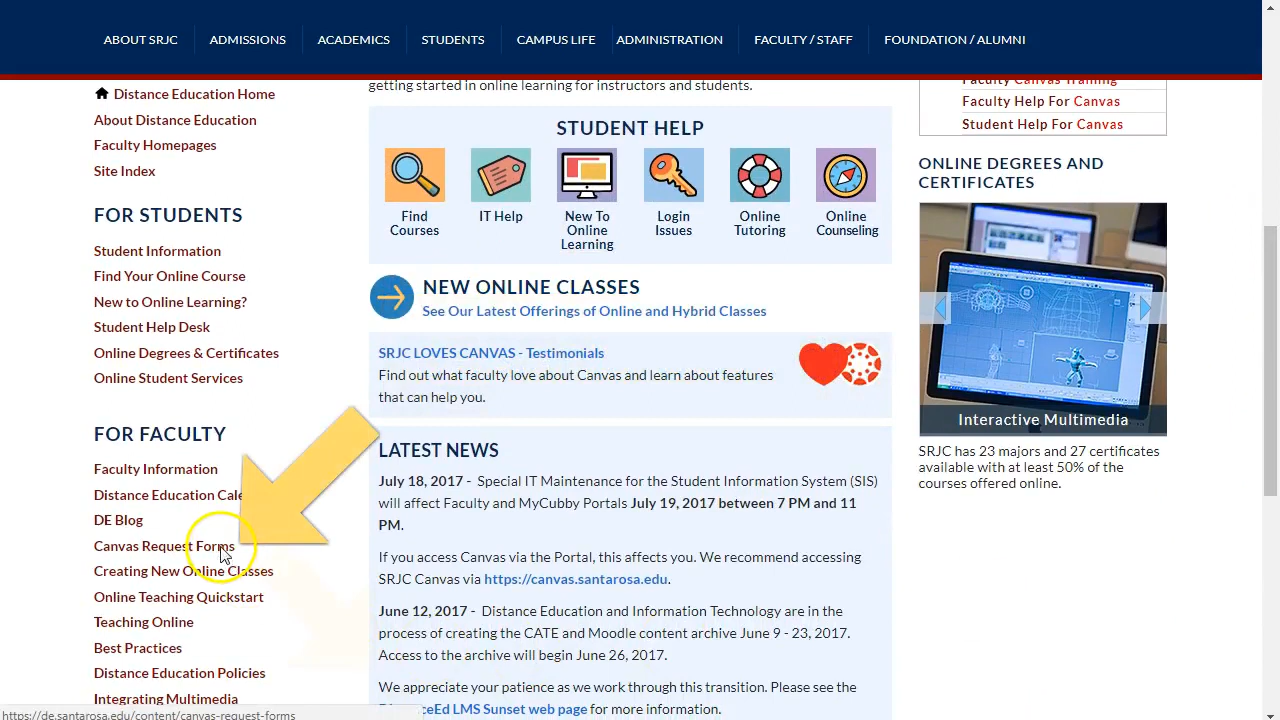 ABOUT SRJC ADMISSIONS ACADEMICS STUDENTS CAMPUS LIFE ADMINISTRATION FACULTY / STAFF FOUNDATION / ALUMNI
Distance Education Home
About Distance Education
Faculty Homepages
Site Index
FOR STUDENTS
Student Information
Find Your Online Course
New to Online Learning?
Student Help Desk
Online Degrees & Certificates
Online Student Services
FOR FACULTY
Faculty Information
Distance Education
DE Blog
Canvas Request Forms
Creating New Online Classes
Online Teaching Quickstart
Teaching Online
Best Practices
Distance Education Policies
Integrating Multimedia
getting started in online learning for instructors and students.
STUDENT HELP
Find
Courses
IT Help
New To
Online
Learning
Login
Issues
Online
Tutoring
Online
Counseling
NEW ONLINE CLASSES
See Our Latest Offerings of Online and Hybrid Classes
SRJC LOVES CANVAS - Testimonials
Find out what faculty love about Canvas and learn about features
that can help you.
LATEST NEWS
July 18, 2017 - Special IT Maintenance for the Student Information System (SIS)
will affect Faculty and MyCubby Portals July 19, 2017 between 7 PM and 11
PM.
If you access Canvas via the Portal, this affects you. We recommend accessing
SRJC Canvas via https://canvas.santarosa.edu.
June 12, 2017 - Distance Education and Information Technology are in the
process of creating the CATE and Moodle content archive June 9 - 23, 2017.
Access to the archive will begin June 26, 2017.
We appreciate your patience as we work through this transition. Please see the
LMS Sunset web page for more information.
Faculty Canvas Training
Faculty Help For Canvas
Student Help For Canvas
ONLINE DEGREES AND
CERTIFICATES
Interactive Multimedia
SRJC has 23 majors and 27 certificates
available with at least 50% of the
courses offered online.
https://de.santarosa.edu/content/canvas-request-forms